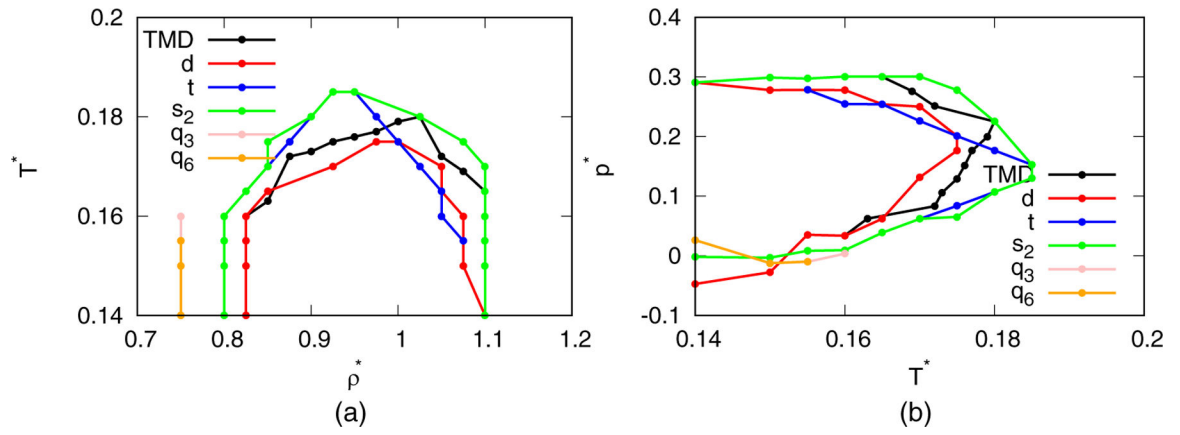 0.2
0.18
0.16
0.14
T*
TMD
d
t
s2
q3
q6
0.7 0.8 0.9 1 1.1 1.2
ρ*
(a)
0.4
0.3
0.2
0.1
0
-0.1
p*
TMD
d
t
s2
q3
q6
0.14 0.16 0.18 0.2
T*
(b)